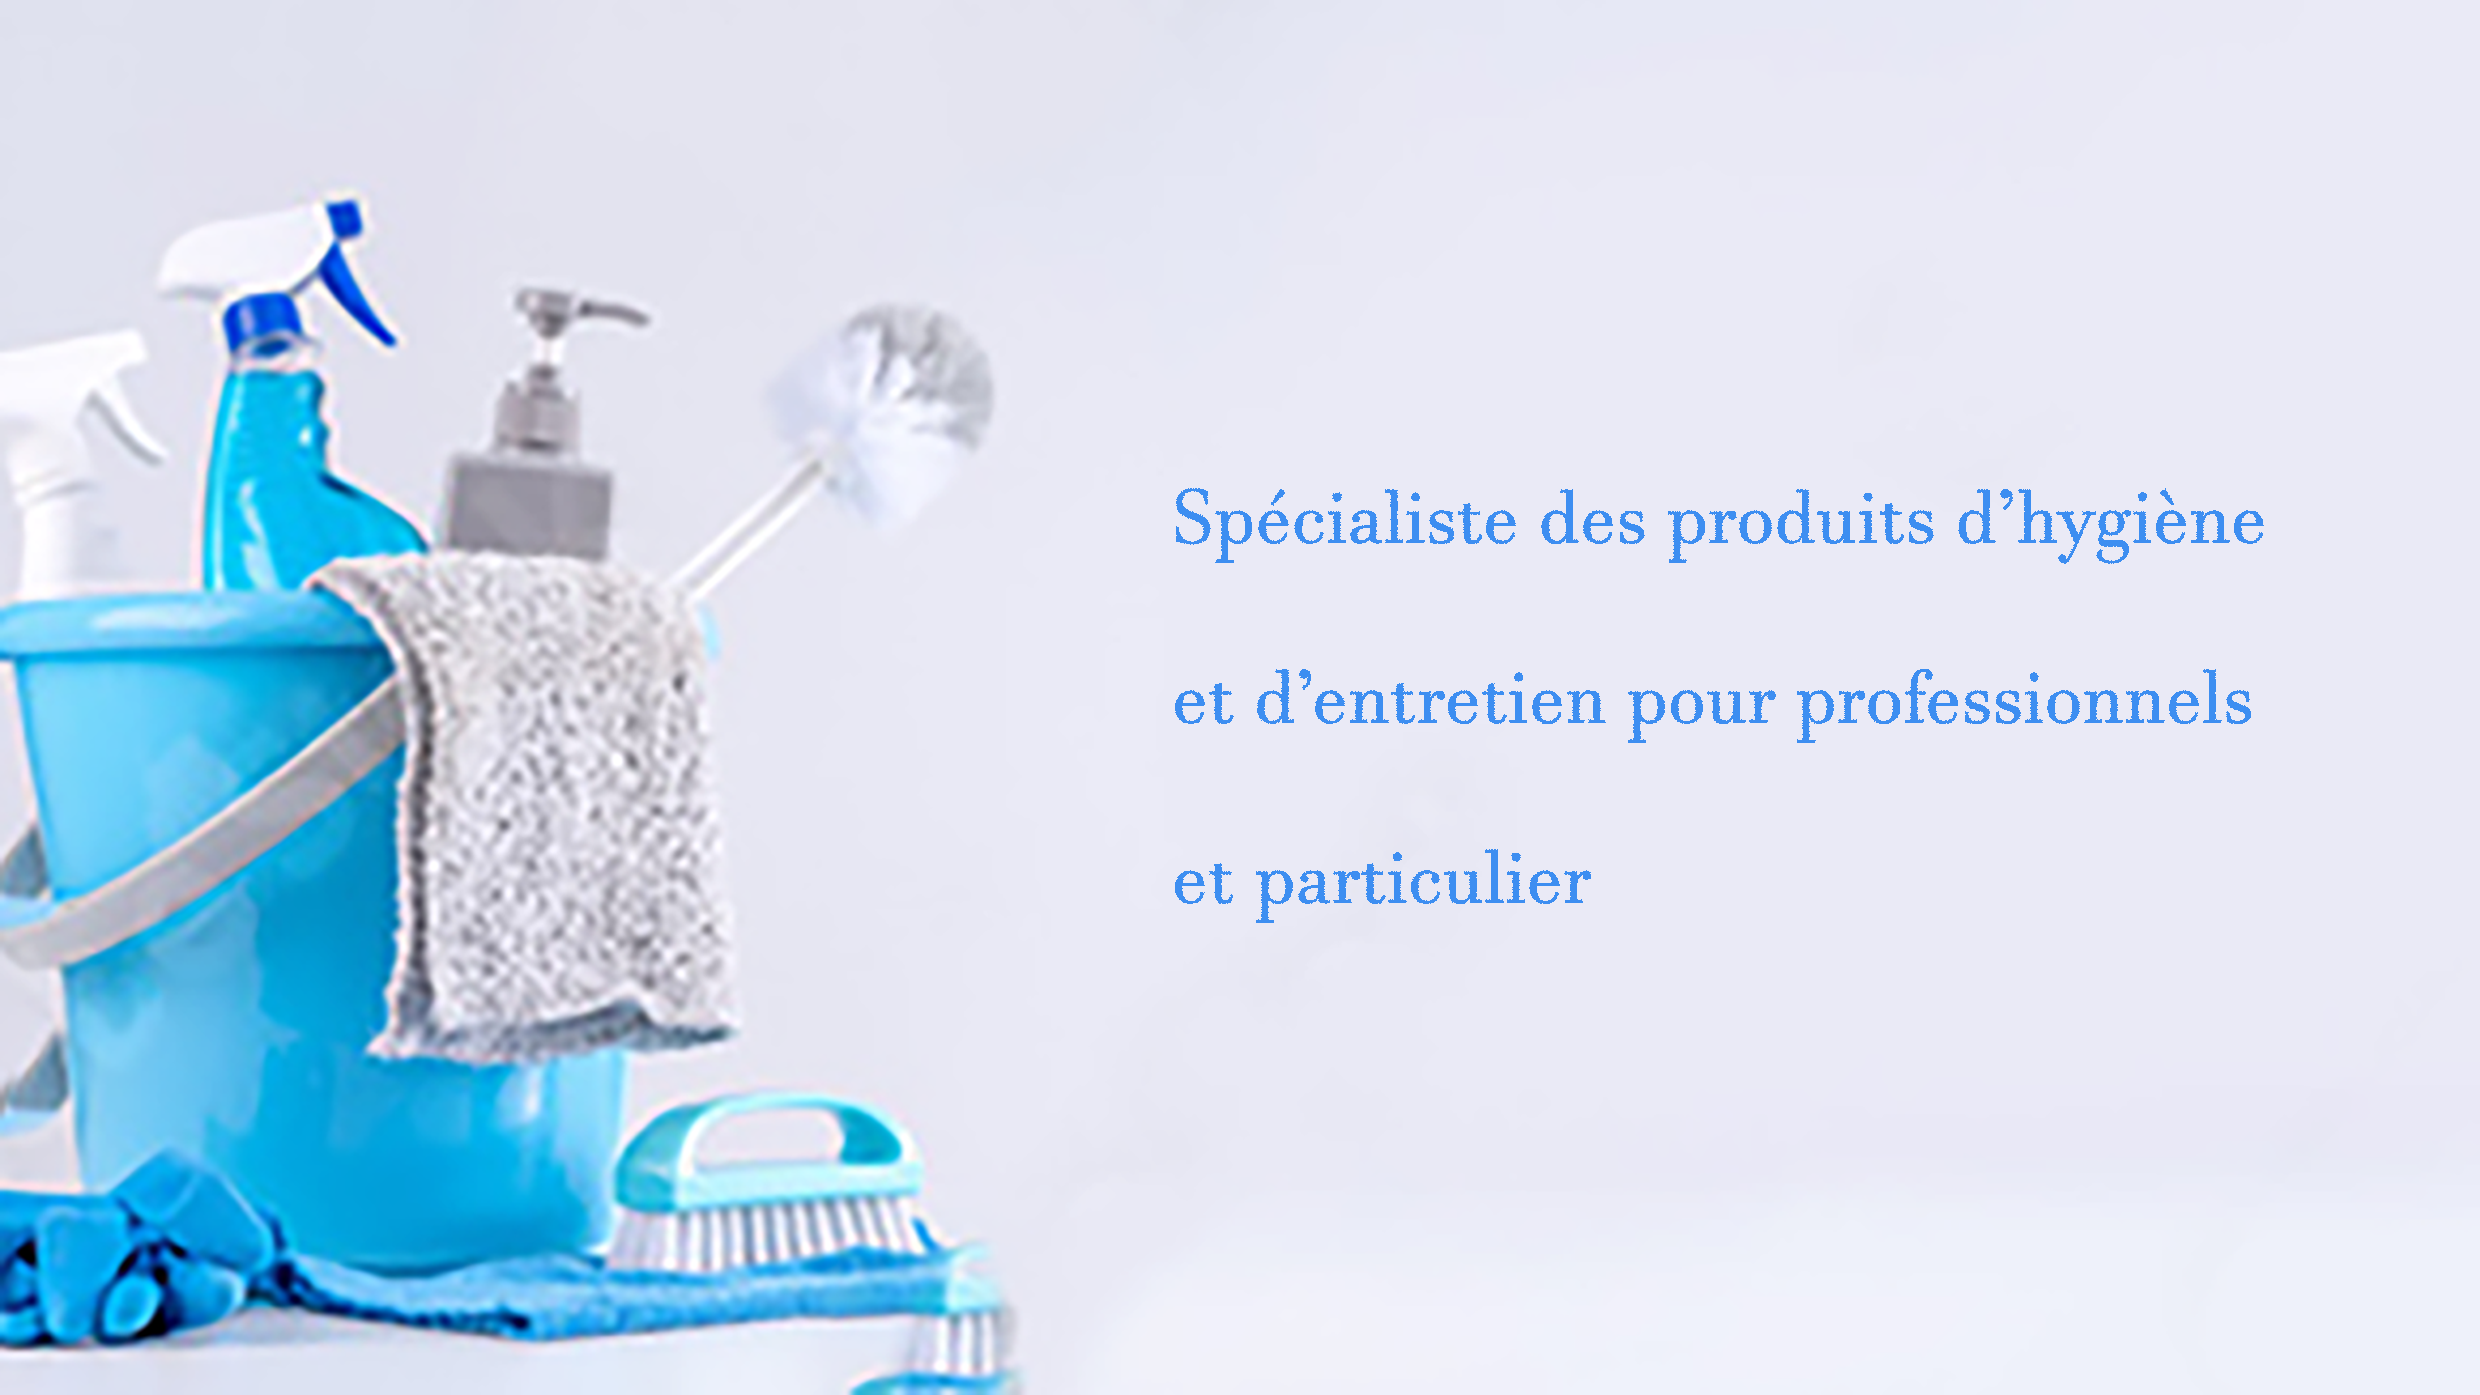 Spécialiste des produits d’hygiène
et d’entretien pour professionnels
et particulier